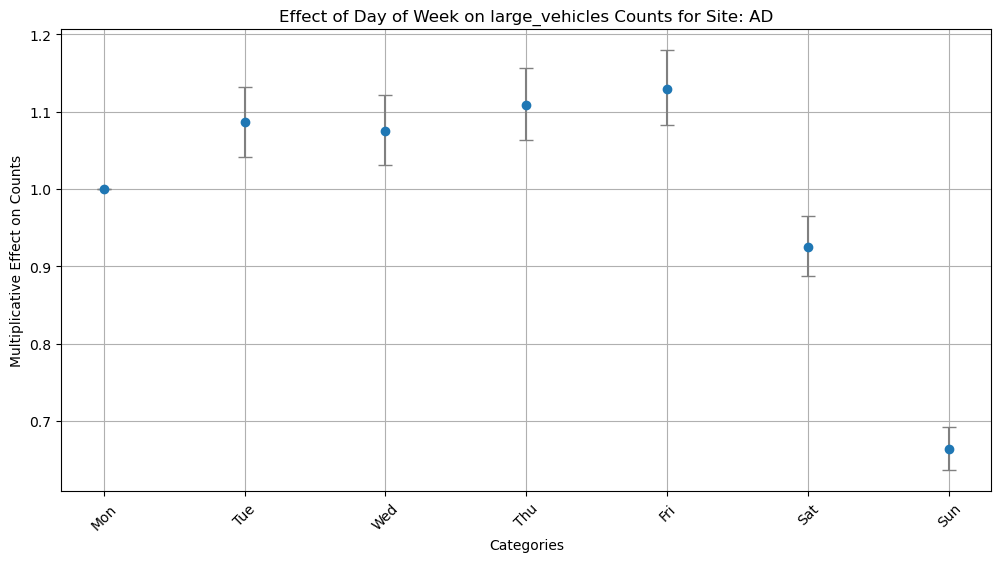 Effect of Day of Week on large_vehicles Counts for Site: AD
Multiplicative Effect on Counts
1.2
1.1
1.0
0.9
0.8
0.7
Mon
Tue
Wed
Thu
Fri
Sat
Sun
Categories